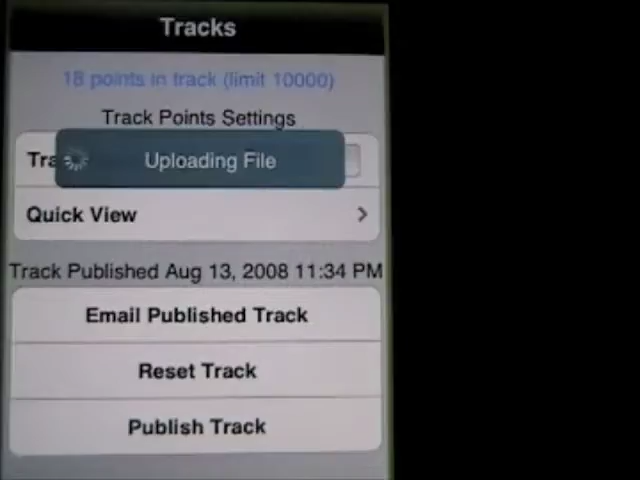 Tracks
18 points in track (limit 10000)
Track Points Settings
Tra
Uploading File
Quick View
Track Published Aug 13, 2008 11:34 PM
Email Published Track
Reset Track
Publish Track